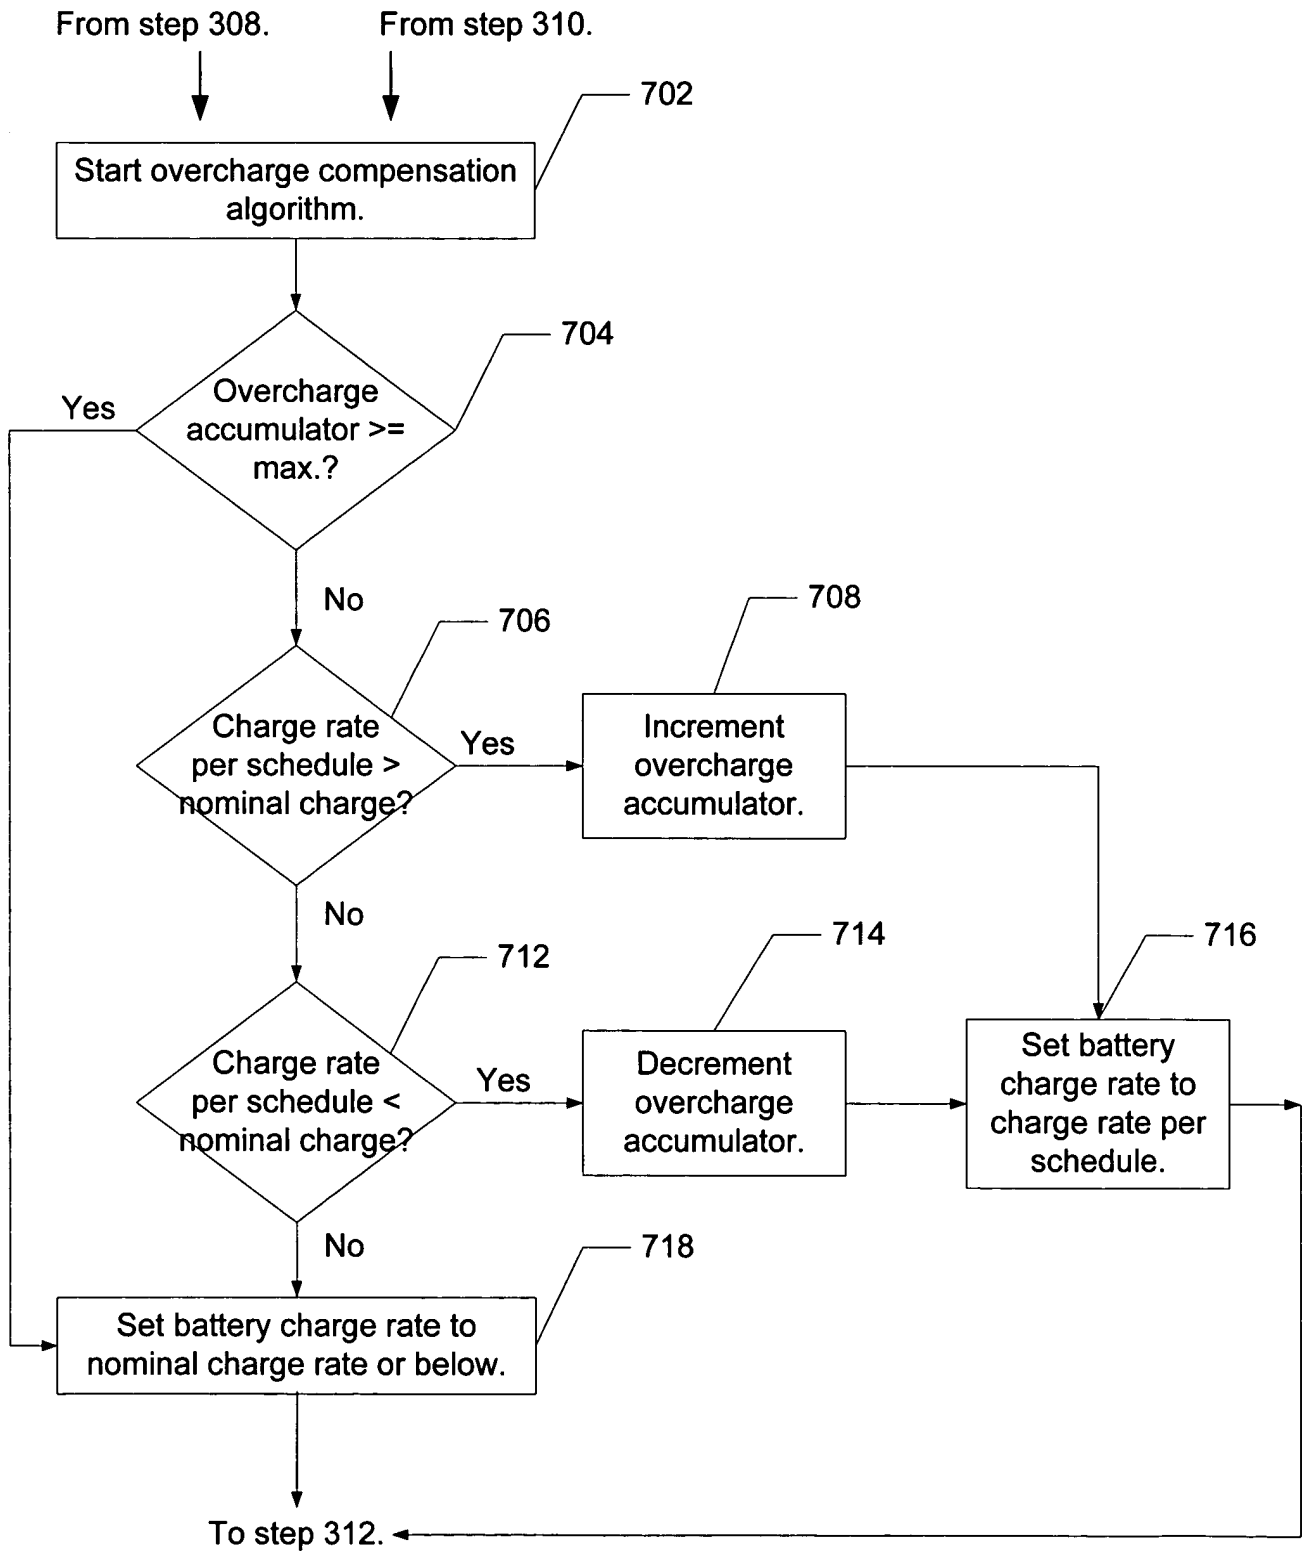 From step 308.
From step 310.
702
Start overcharge compensation
algorithm.
704
Overcharge
accumulator >=
max.?
Yes
No
706
708
Charge rate
per schedule >
nominal charge?
Yes
Increment
overcharge
accumulator.
No
712
714
716
Charge rate
per schedule <
nominal charge?
Yes
Decrement
overcharge
accumulator.
Set battery
charge rate to
charge rate per
schedule.
No
718
Set battery charge rate to
nominal charge rate or below.
To step 312.